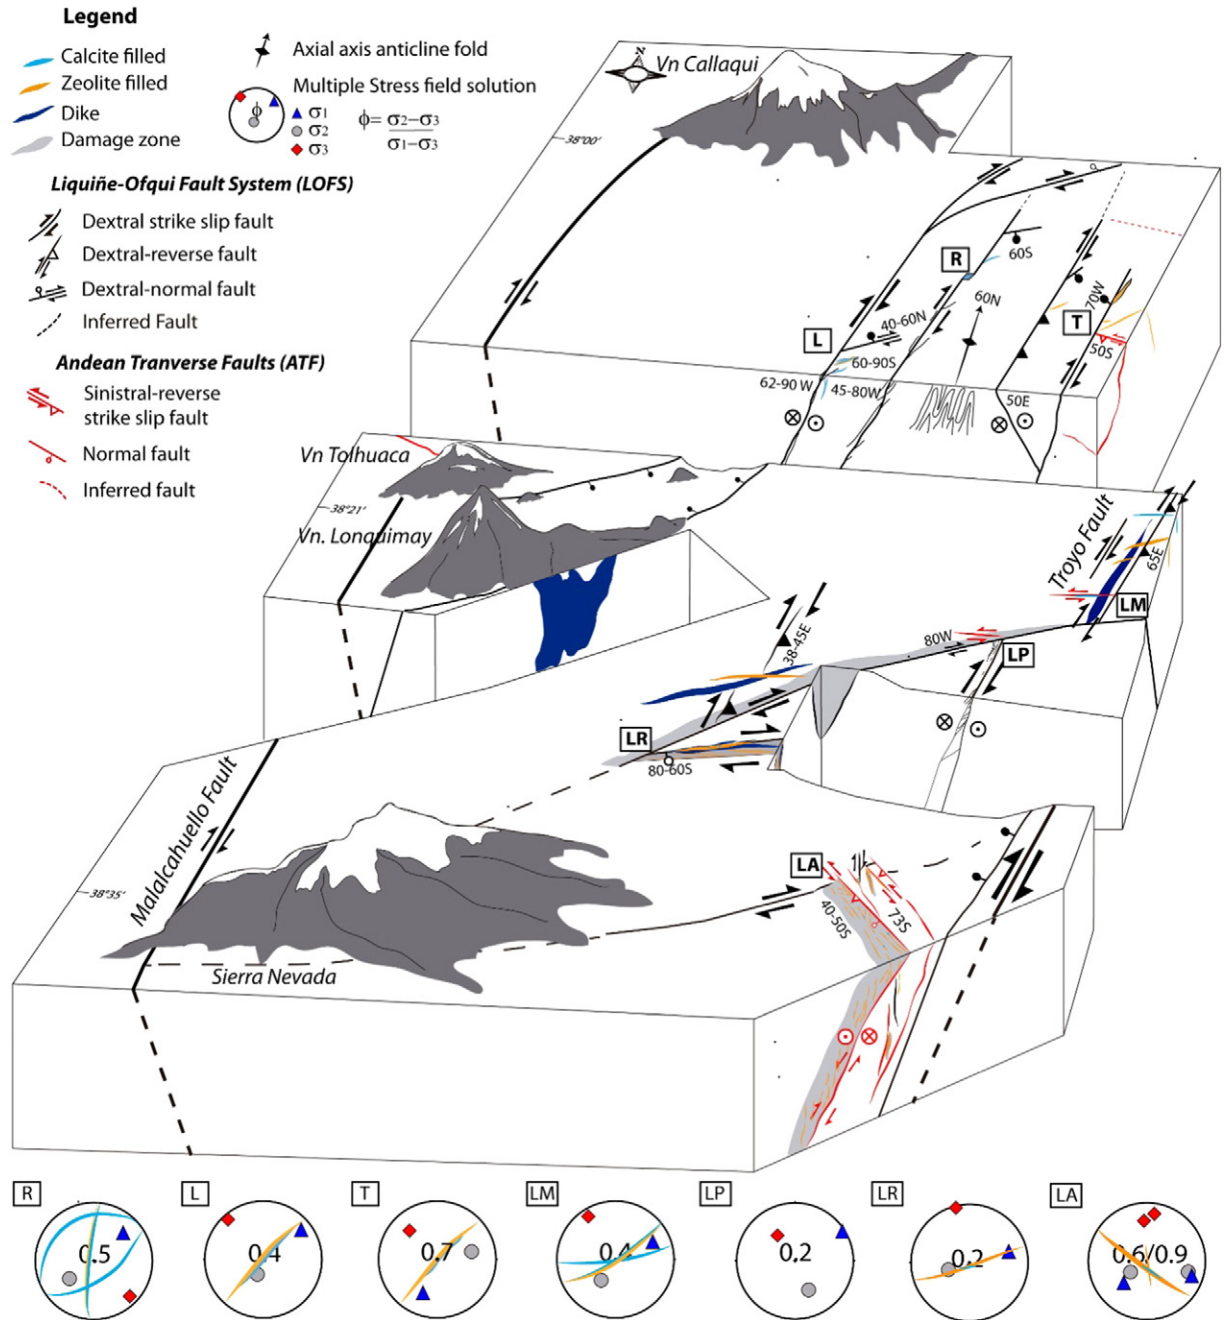 Legend
Calcite filled
Zeolite filled
Dike
Damage zone
Axial axis anticline fold
Multiple Stress field solution
ϕ
σ1
σ2
σ3
ϕ= σ2−σ3
σ1−σ3
Liquiñe-Ofqui Fault System (LOFS)
Dextral strike slip fault
Dextral-reverse fault
Dextral-normal fault
Inferred Fault
Andean Tranverse Faults (ATF)
Sinistral-reverse
strike slip fault
Normal fault
Inferred fault
N
Vn Callaqui
38°00'
R
60S
60N
70W
T
50S
L
40-60N
60-90S
62-90 W
45-80W
50E
Vn Tolhuaca
38°21'
Vn. Lonquimay
Troyo Fault
65E
LM
38-45E
80W
LP
LR
80-60S
Malalcahuello Fault
38°35'
LA
40-50S
73S
Sierra Nevada
R
L
T
LM
LP
LR
LA
0.5
0.4
0.7
0.4
0.2
0.2
0.6/0.9